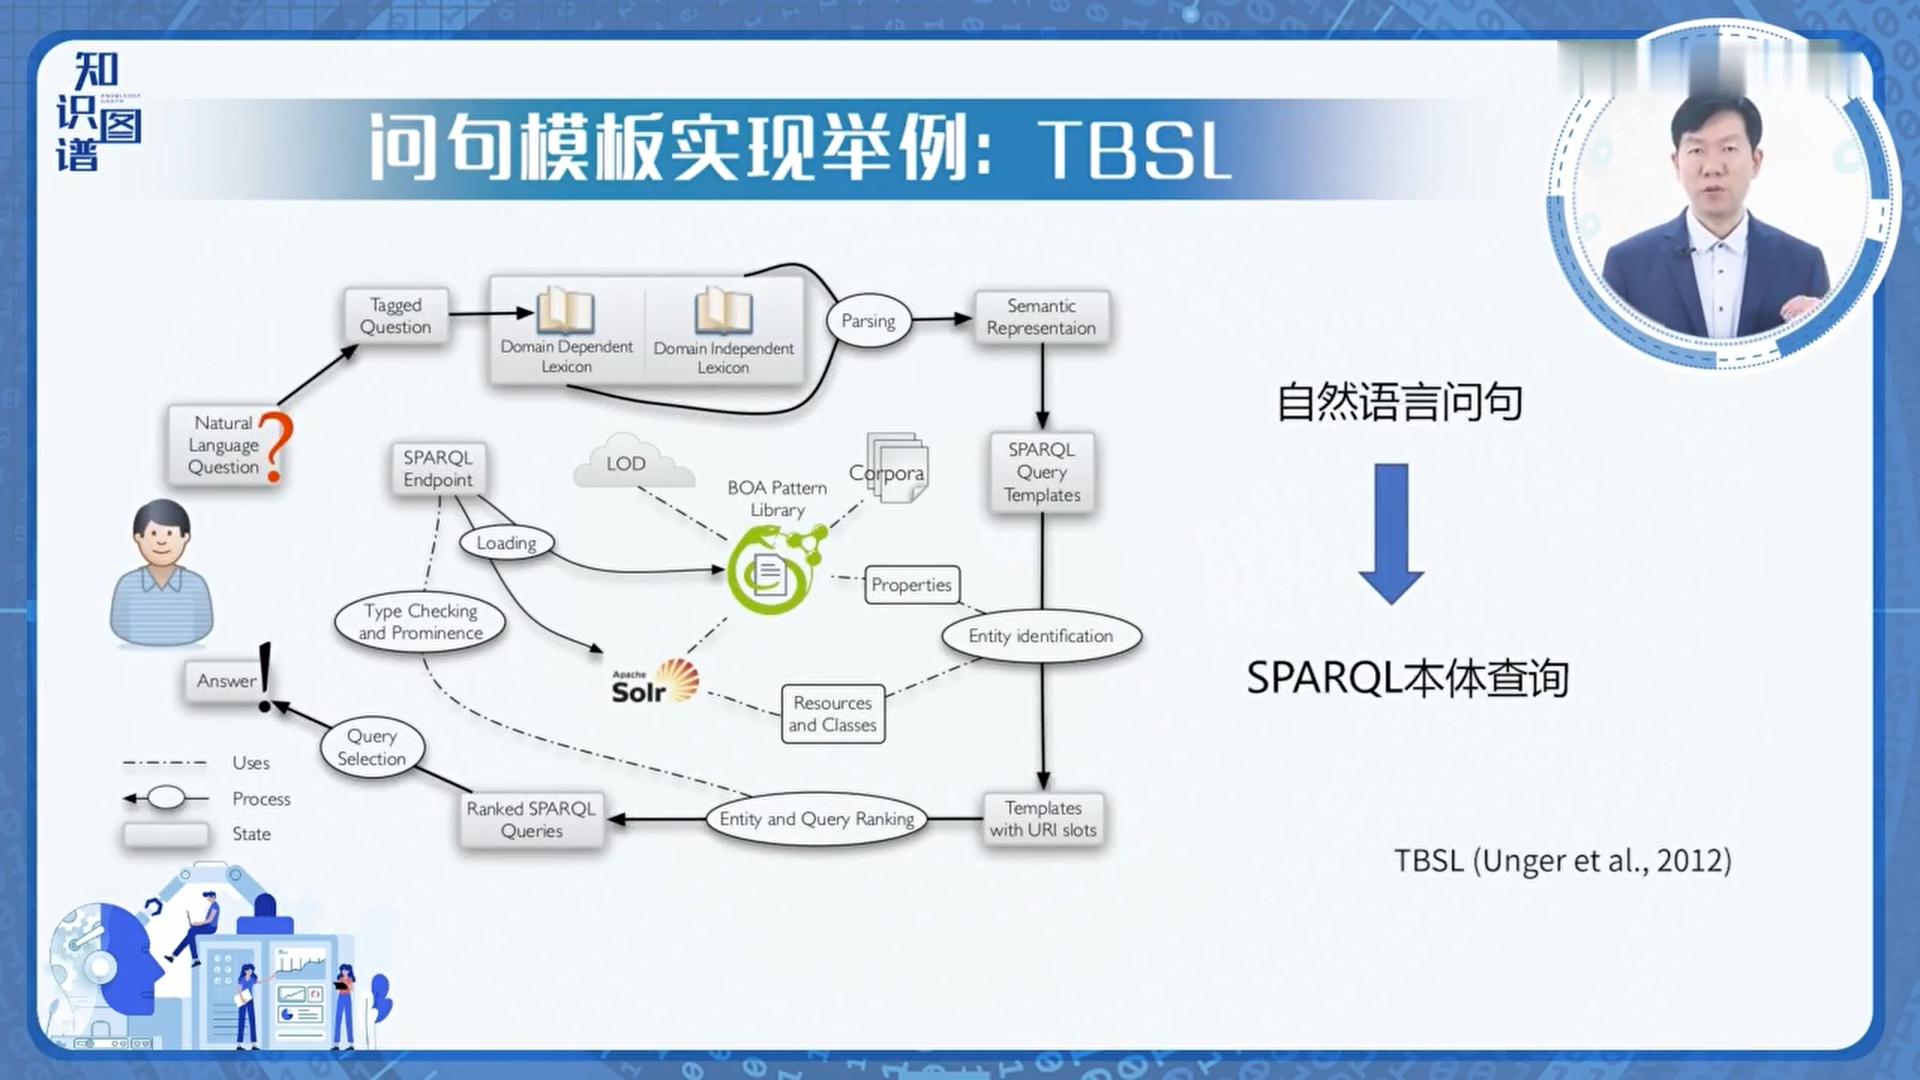 知识图谱
KNOWLEDGE GRAPH
问句模板实现举例：TBSL
Tagged
Question
Domain Dependent
Lexicon
Domain Independent
Lexicon
Parsing
Semantic
Representaion
Natural
Language
Question
?
SPARQL
Endpoint
LOD
BOA Pattern
Library
Corpora
SPARQL
Query
Templates
Loading
Properties
Type Checking
and Prominence
Entity identification
Apache
Solr
Resources
and Classes
Answer
!
Query
Selection
Uses
Process
State
Ranked SPARQL
Queries
Entity and Query Ranking
Templates
with URI slots
自然语言问句
SPARQL本体查询
TBSL (Unger et al., 2012)